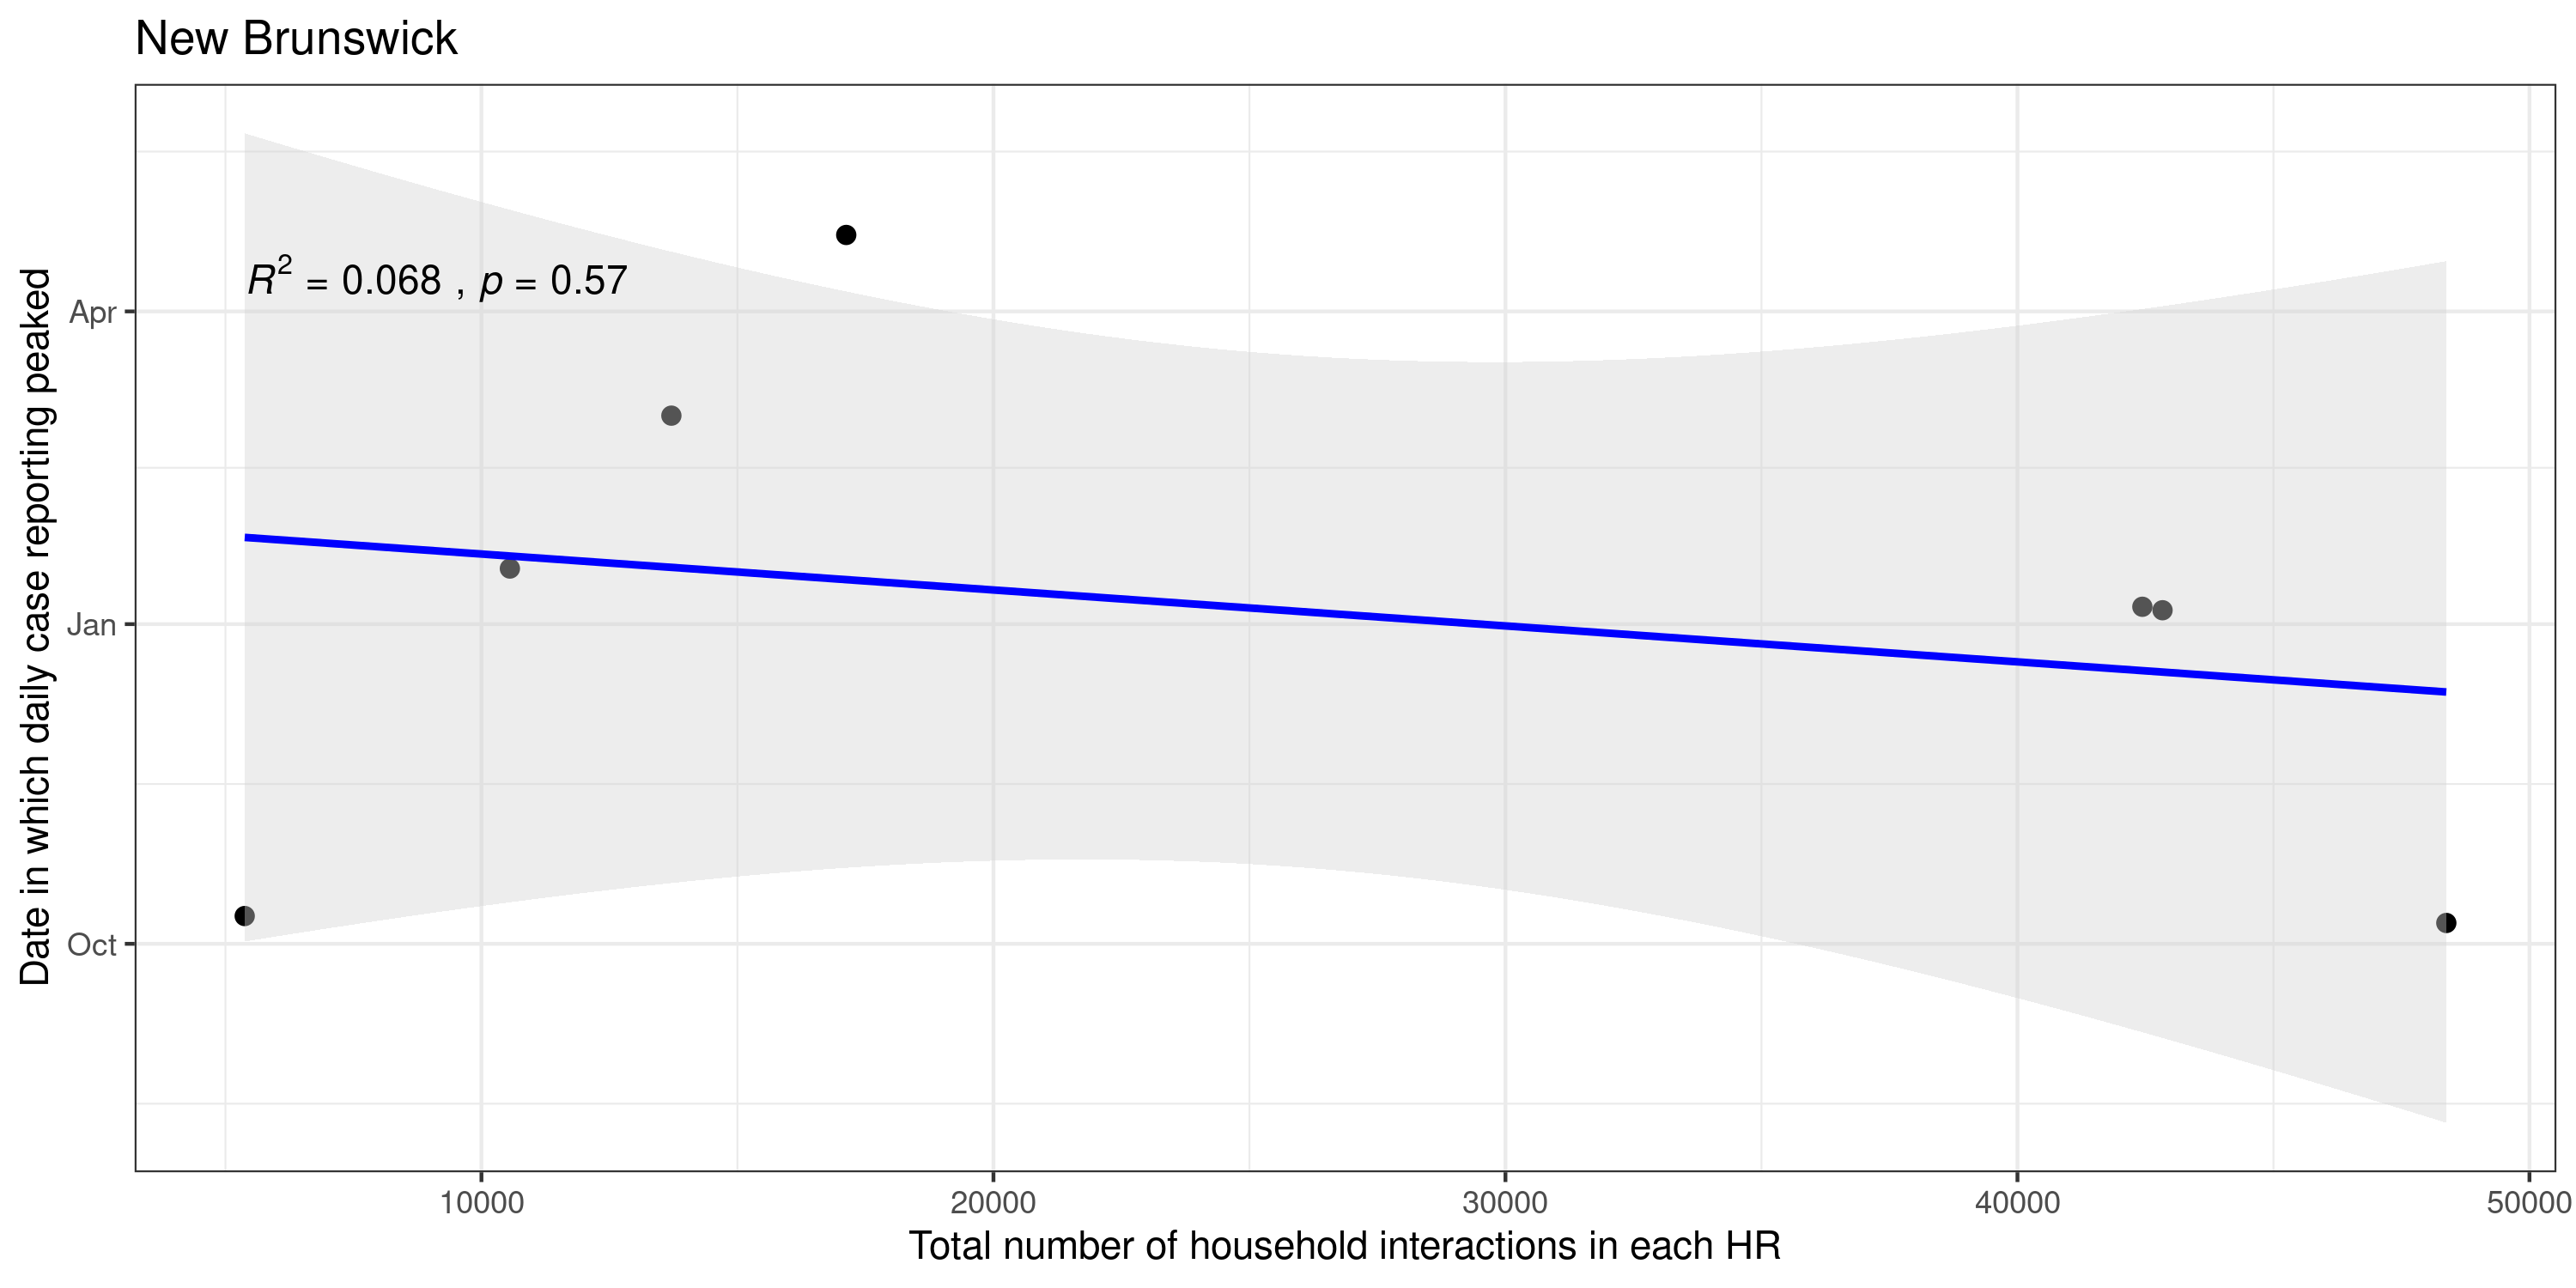 New Brunswick
R² = 0.068 , p = 0.57
Date in which daily case reporting peaked
Apr
Jan
Oct
10000 20000 30000 40000 50000
Total number of household interactions in each HR